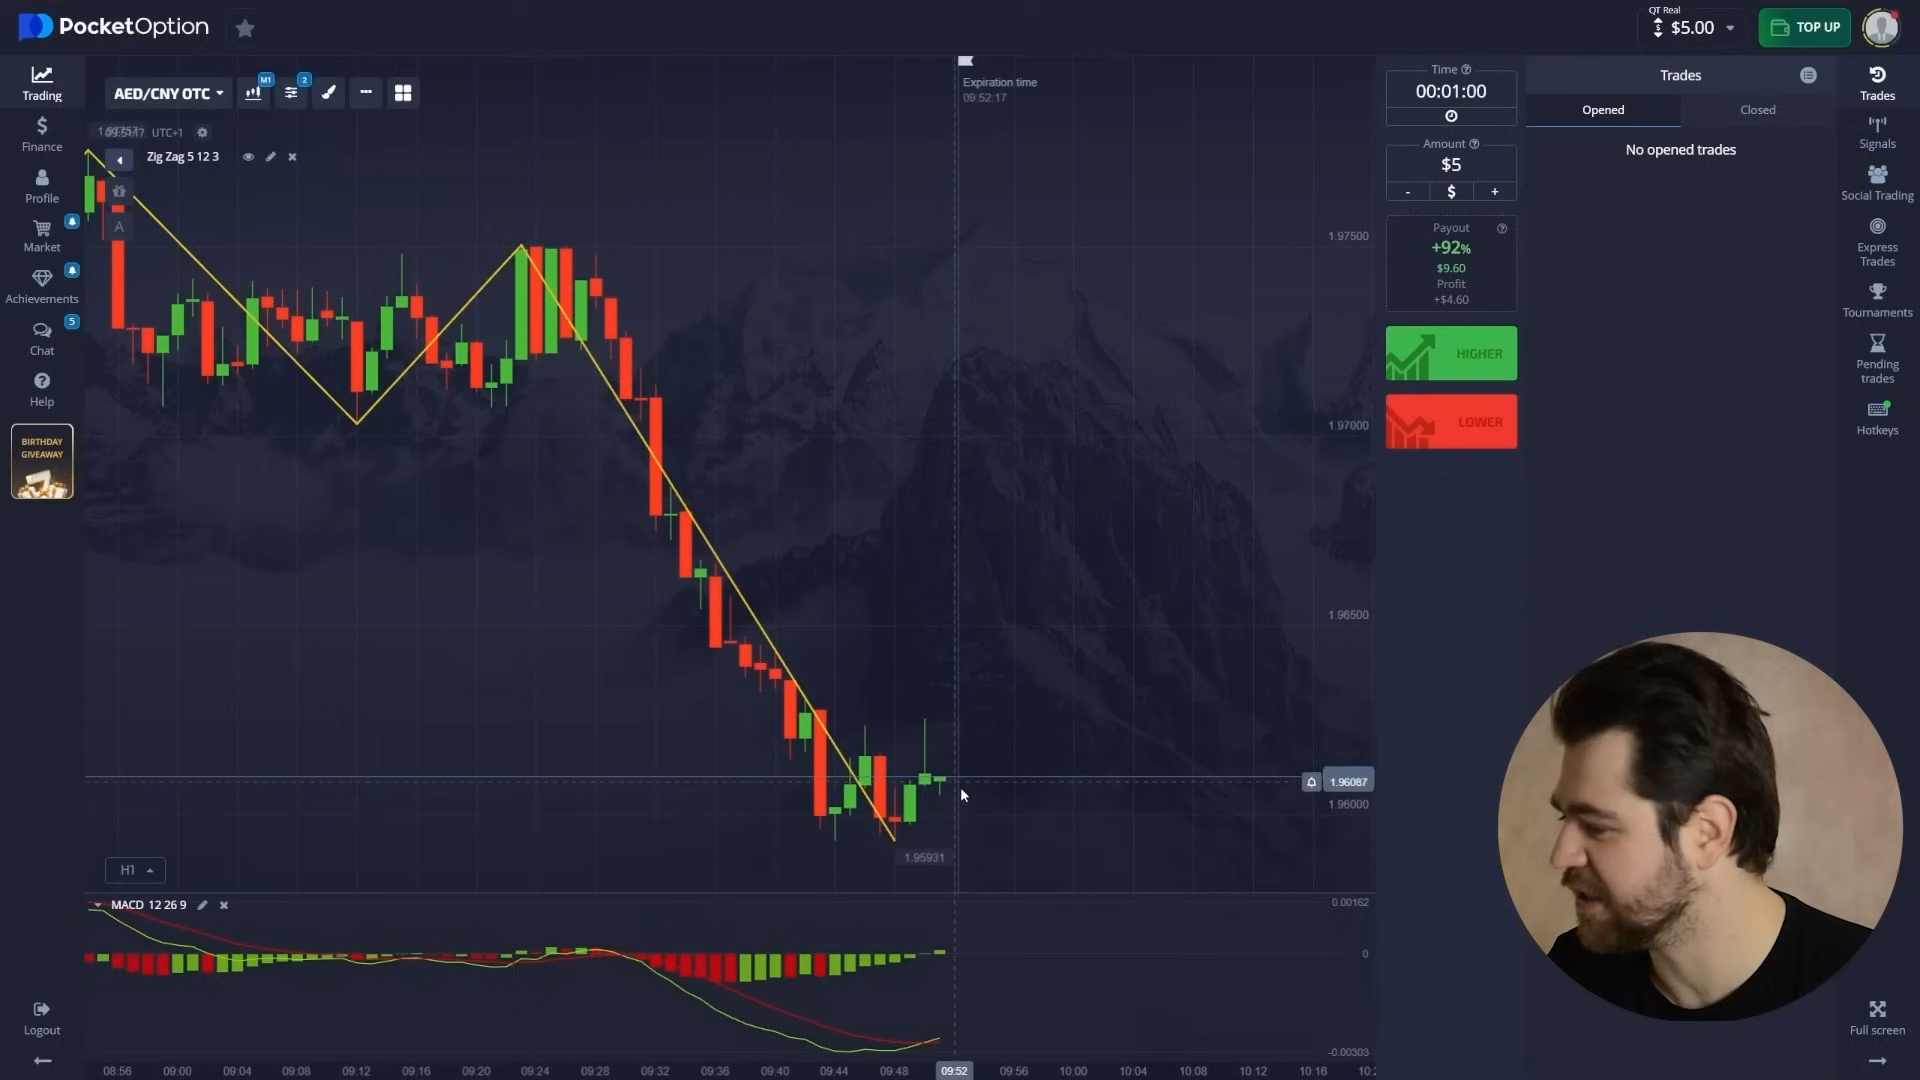 PocketOption
QT Real
$5.00
TOP UP
Trading
Finance
Profile
Market
Achievements
5
Chat
Help
BIRTHDAY
GIVEAWAY
Logout
AED/CNY OTC
M1
2
UTC+1
Zig Zag 5 12 3
A
Expiration time
09:52:17
1.97500
1.97000
1.96500
1.96087
1.96000
1.95931
H1
MACD 12 26 9
0.00162
0
-0.00303
08:56
09:00
09:04
09:08
09:12
09:16
09:20
09:24
09:28
09:32
09:36
09:40
09:44
09:48
09:52
09:56
10:00
10:04
10:08
10:12
10:16
Time
00:01:00
Amount
$5
-
$
+
Payout
+92%
$9.60
Profit
+$4.60
HIGHER
LOWER
Trades
Opened
Closed
No opened trades
Trades
Signals
Social Trading
Express
Trades
Tournaments
Pending
trades
Hotkeys
Full screen